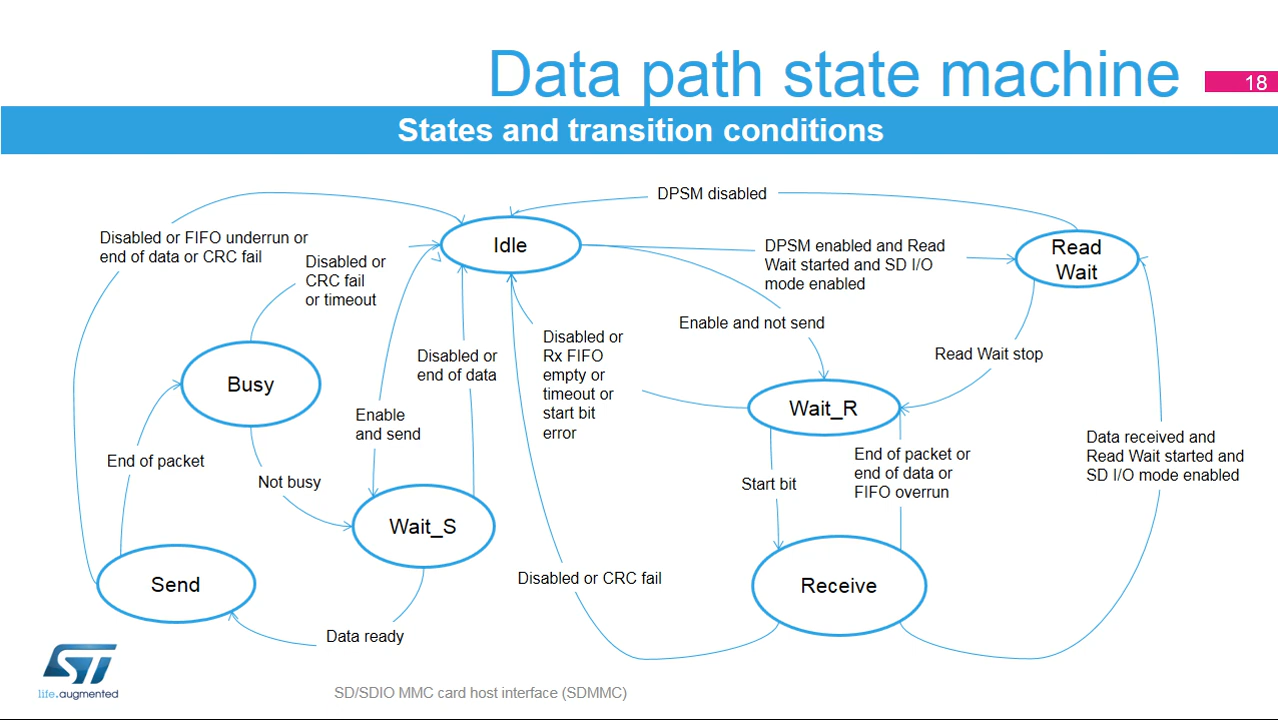 Data path state machine
18
States and transition conditions
DPSM disabled
Disabled or FIFO underrun or
end of data or CRC fail
Idle
DPSM enabled and Read
Wait started and SD I/O
mode enabled
Read
Wait
Disabled or
CRC fail
or timeout
Enable and not send
Disabled or
Rx FIFO
empty or
timeout or
start bit
error
Read Wait stop
Disabled or
end of data
Busy
Wait_R
Enable
and send
Data received and
Read Wait started and
SD I/O mode enabled
End of packet
End of packet or
end of data or
FIFO overrun
Not busy
Start bit
Wait_S
Send
Disabled or CRC fail
Receive
Data ready
ST
life.augmented
SD/SDIO MMC card host interface (SDMMC)